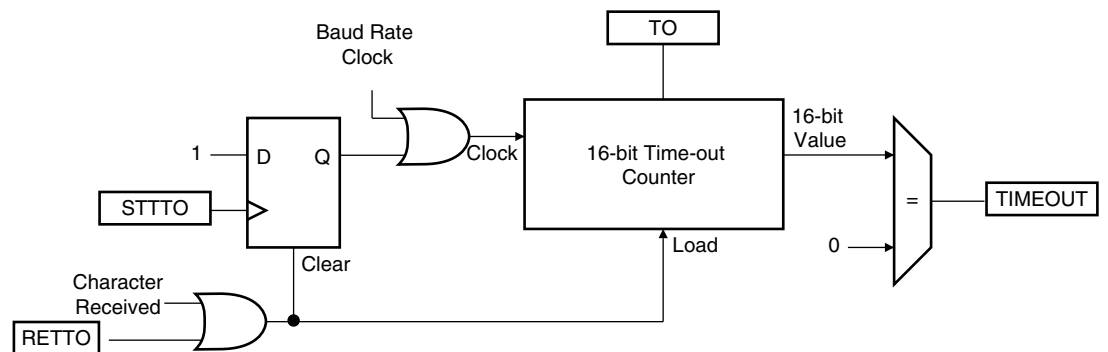 TO
Baud Rate
Clock
1
D
Q
Clock
16-bit Time-out
Counter
16-bit
Value
=
TIMEOUT
STTTO
Clear
Load
0
Character
Received
RETTO